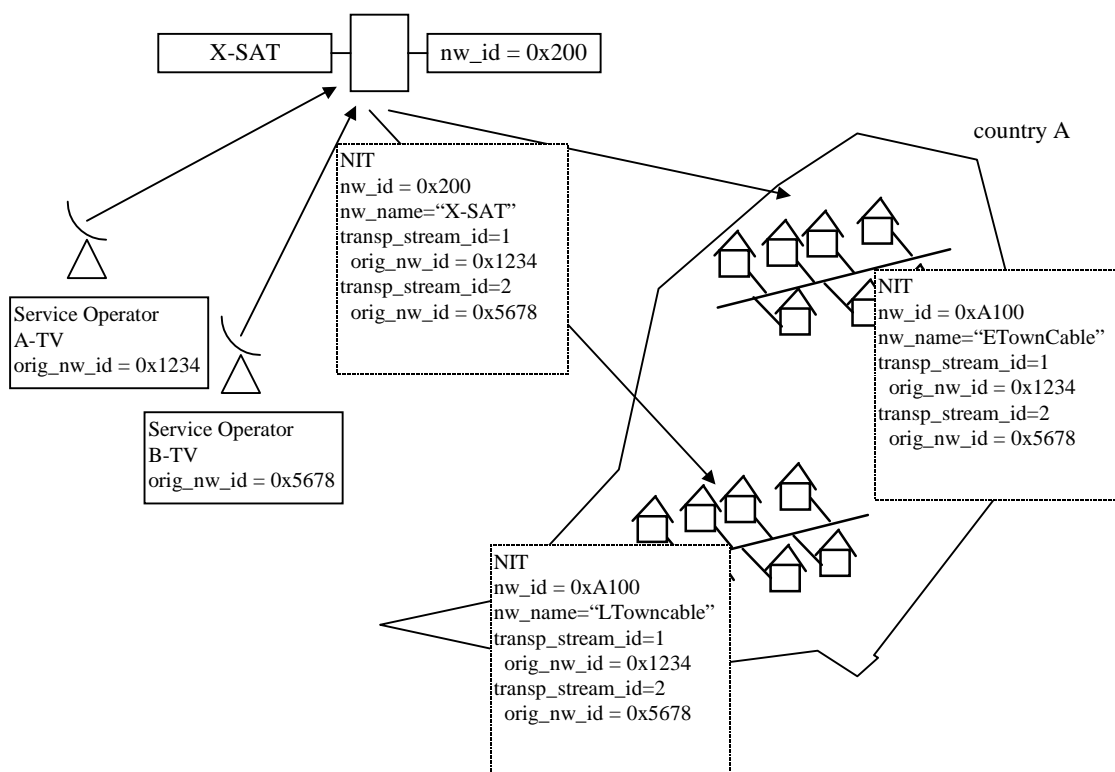 X-SAT
nw_id = 0x200
country A
NIT
nw_id = 0x200
nw_name=“X-SAT”
transp_stream_id=1
orig_nw_id = 0x1234
transp_stream_id=2
orig_nw_id = 0x5678
Service Operator
A-TV
orig_nw_id = 0x1234
Service Operator
B-TV
orig_nw_id = 0x5678
NIT
nw_id = 0xA100
nw_name=“ETownCable”
transp_stream_id=1
orig_nw_id = 0x1234
transp_stream_id=2
orig_nw_id = 0x5678
NIT
nw_id = 0xA100
nw_name=“LTowncable”
transp_stream_id=1
orig_nw_id = 0x1234
transp_stream_id=2
orig_nw_id = 0x5678